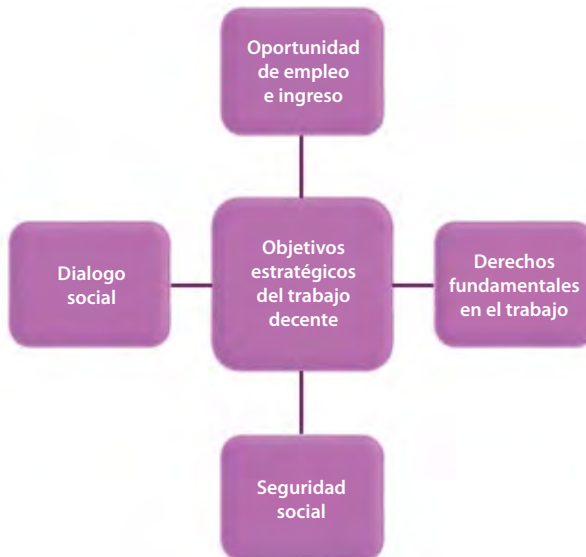 Oportunidad
de empleo
e ingreso
Dialogo
social
Objetivos
estratégicos
del trabajo
decente
Derechos
fundamentales
en el trabajo
Seguridad
social